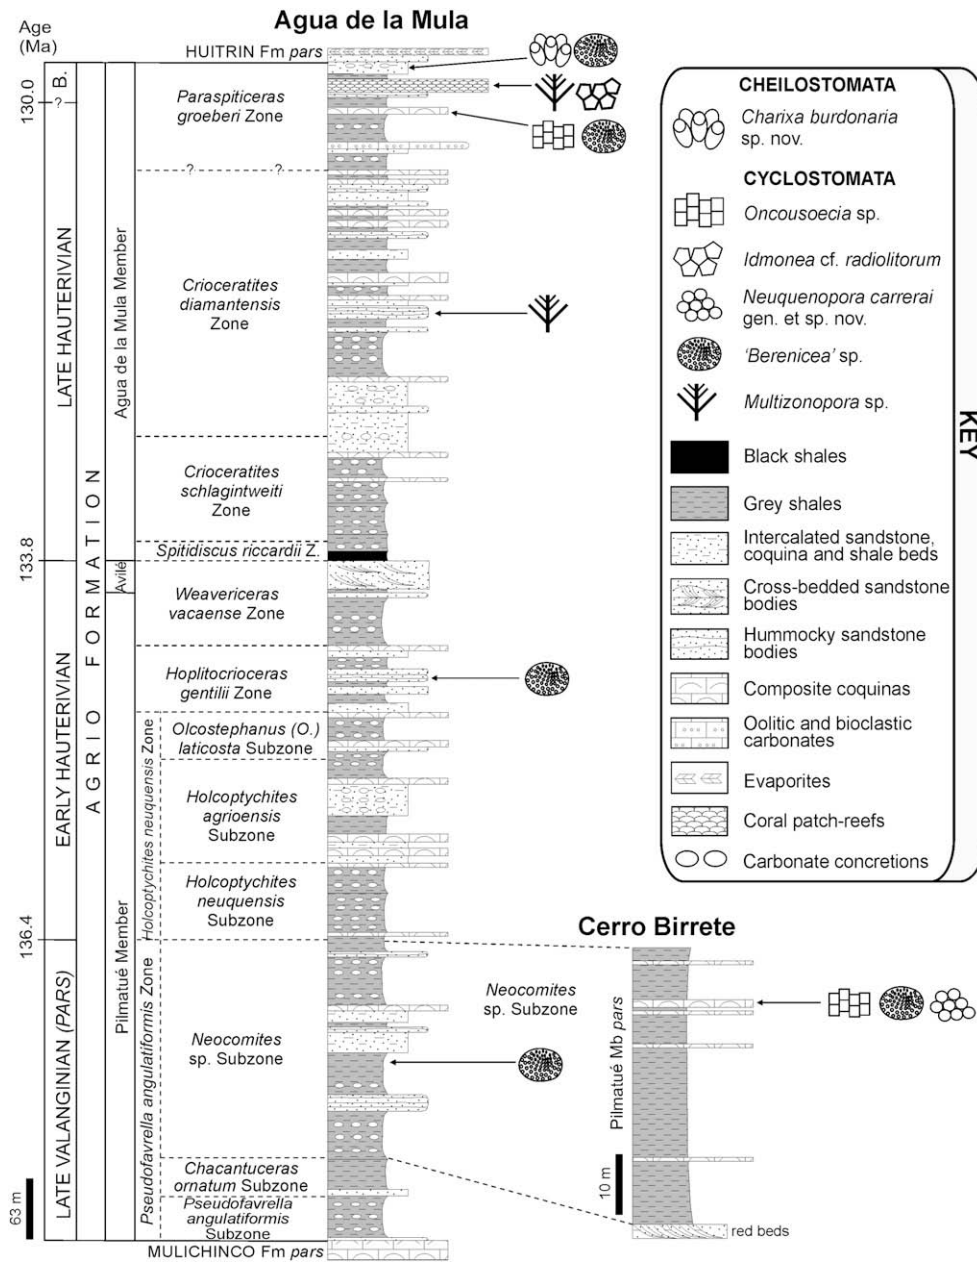 Agua de la Mula
Age
(Ma)
HUITRIN Fm pars
B.
130.0
?
Paraspiticeras
groeberi Zone
? ?
LATE HAUTERIVIAN
Agua de la Mula Member
Crioceratites
diamantensis
Zone
Crioceratites
schlagintweiti
Zone
Spitidiscus riccardii Z.
133.8
AGRIO FORMATION
Avilé
Weavericeras
vacaense Zone
EARLY HAUTERIVIAN
Hoplitocrioceras
gentilii Zone
Holcoptychites neuquensis Zone
Olcostephanus (O.)
laticosta Subzone
Holcoptychites
agrioensis
Subzone
Holcoptychites
neuquensis
Subzone
136.4
Pilmatué Member
LATE VALANGINIAN (PARS)
Pseudofavrella angulatiformis Zone
Neocomites
sp. Subzone
Chacantuceras
ornatum Subzone
Pseudofavrella
angulatiformis
Subzone
63 m
MULICHINCO Fm pars
KEY
CHEILOSTOMATA
Charixa burdonaria
sp. nov.
CYCLOSTOMATA
Oncousoecia sp.
Idmonea cf. radiolitorum
Neuquenopora carrerai
gen. et sp. nov.
'Berenicea' sp.
Multizonopora sp.
Black shales
Grey shales
Intercalated sandstone,
coquina and shale beds
Cross-bedded sandstone
bodies
Hummocky sandstone
bodies
Composite coquinas
Oolitic and bioclastic
carbonates
Evaporites
Coral patch-reefs
Carbonate concretions
Cerro Birrete
Neocomites
sp. Subzone
Pilmatué Mb pars
10 m
red beds